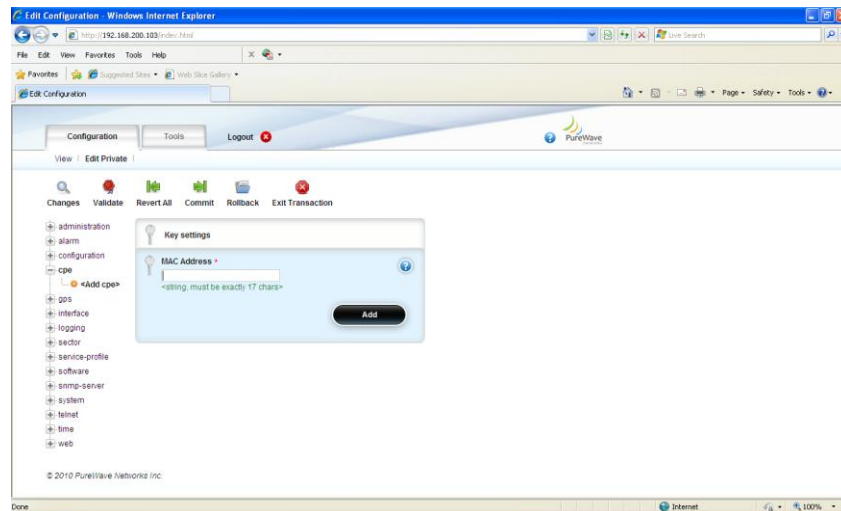 Edit Configuration - Windows Internet Explorer
http://192.168.200.103/index.html
Live Search
File Edit View Favorites Tools Help
Favorites Suggested Sites Web Slice Gallery
Edit Configuration
Page Safety Tools
Configuration Tools Logout
PureWave
View Edit Private
Changes Validate Revert All Commit Rollback Exit Transaction
administration
alarm
configuration
cpe
<Add cpe>
gps
interface
logging
sector
service-profile
software
snmp-server
system
telnet
time
web
Key settings
MAC Address *
<string, must be exactly 17 chars>
Add
© 2010 PureWave Networks Inc.
Done Internet 100%